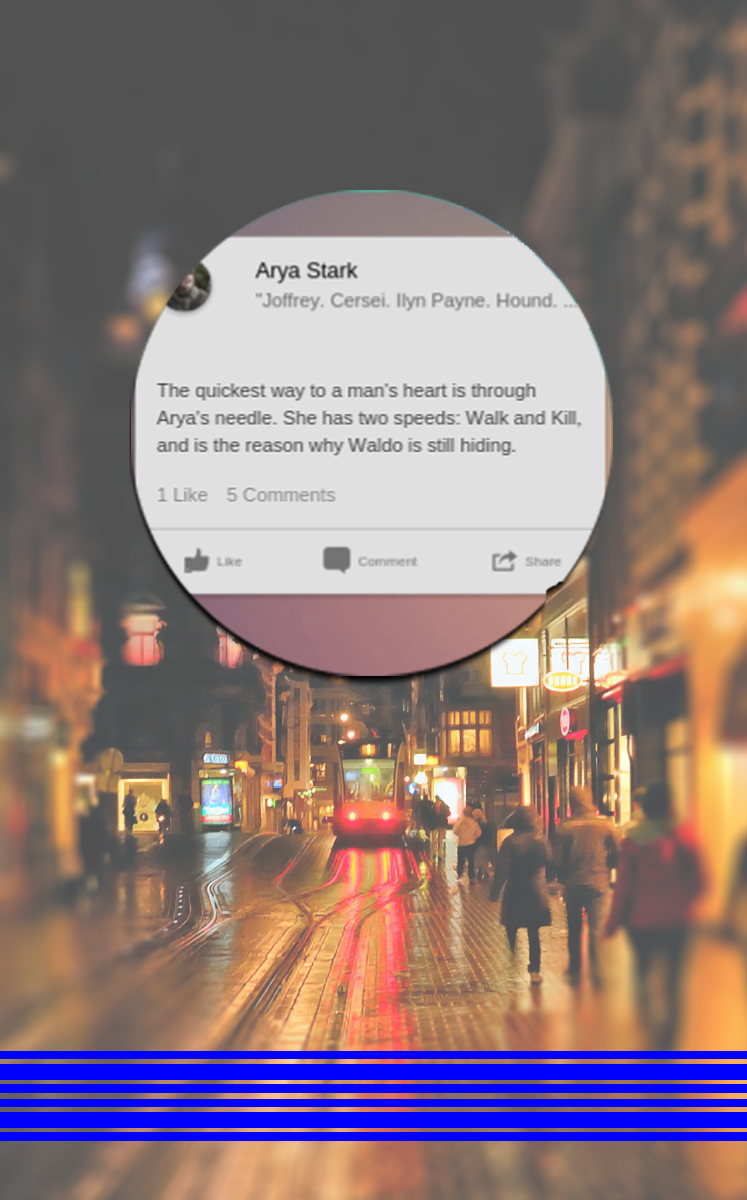 Arya Stark
"Joffrey. Cersei. Ilyn Payne. Hound. ...
The quickest way to a man's heart is through
Arya's needle. She has two speeds: Walk and Kill,
and is the reason why Waldo is still hiding.
1 Like 5 Comments
Like Comment Share